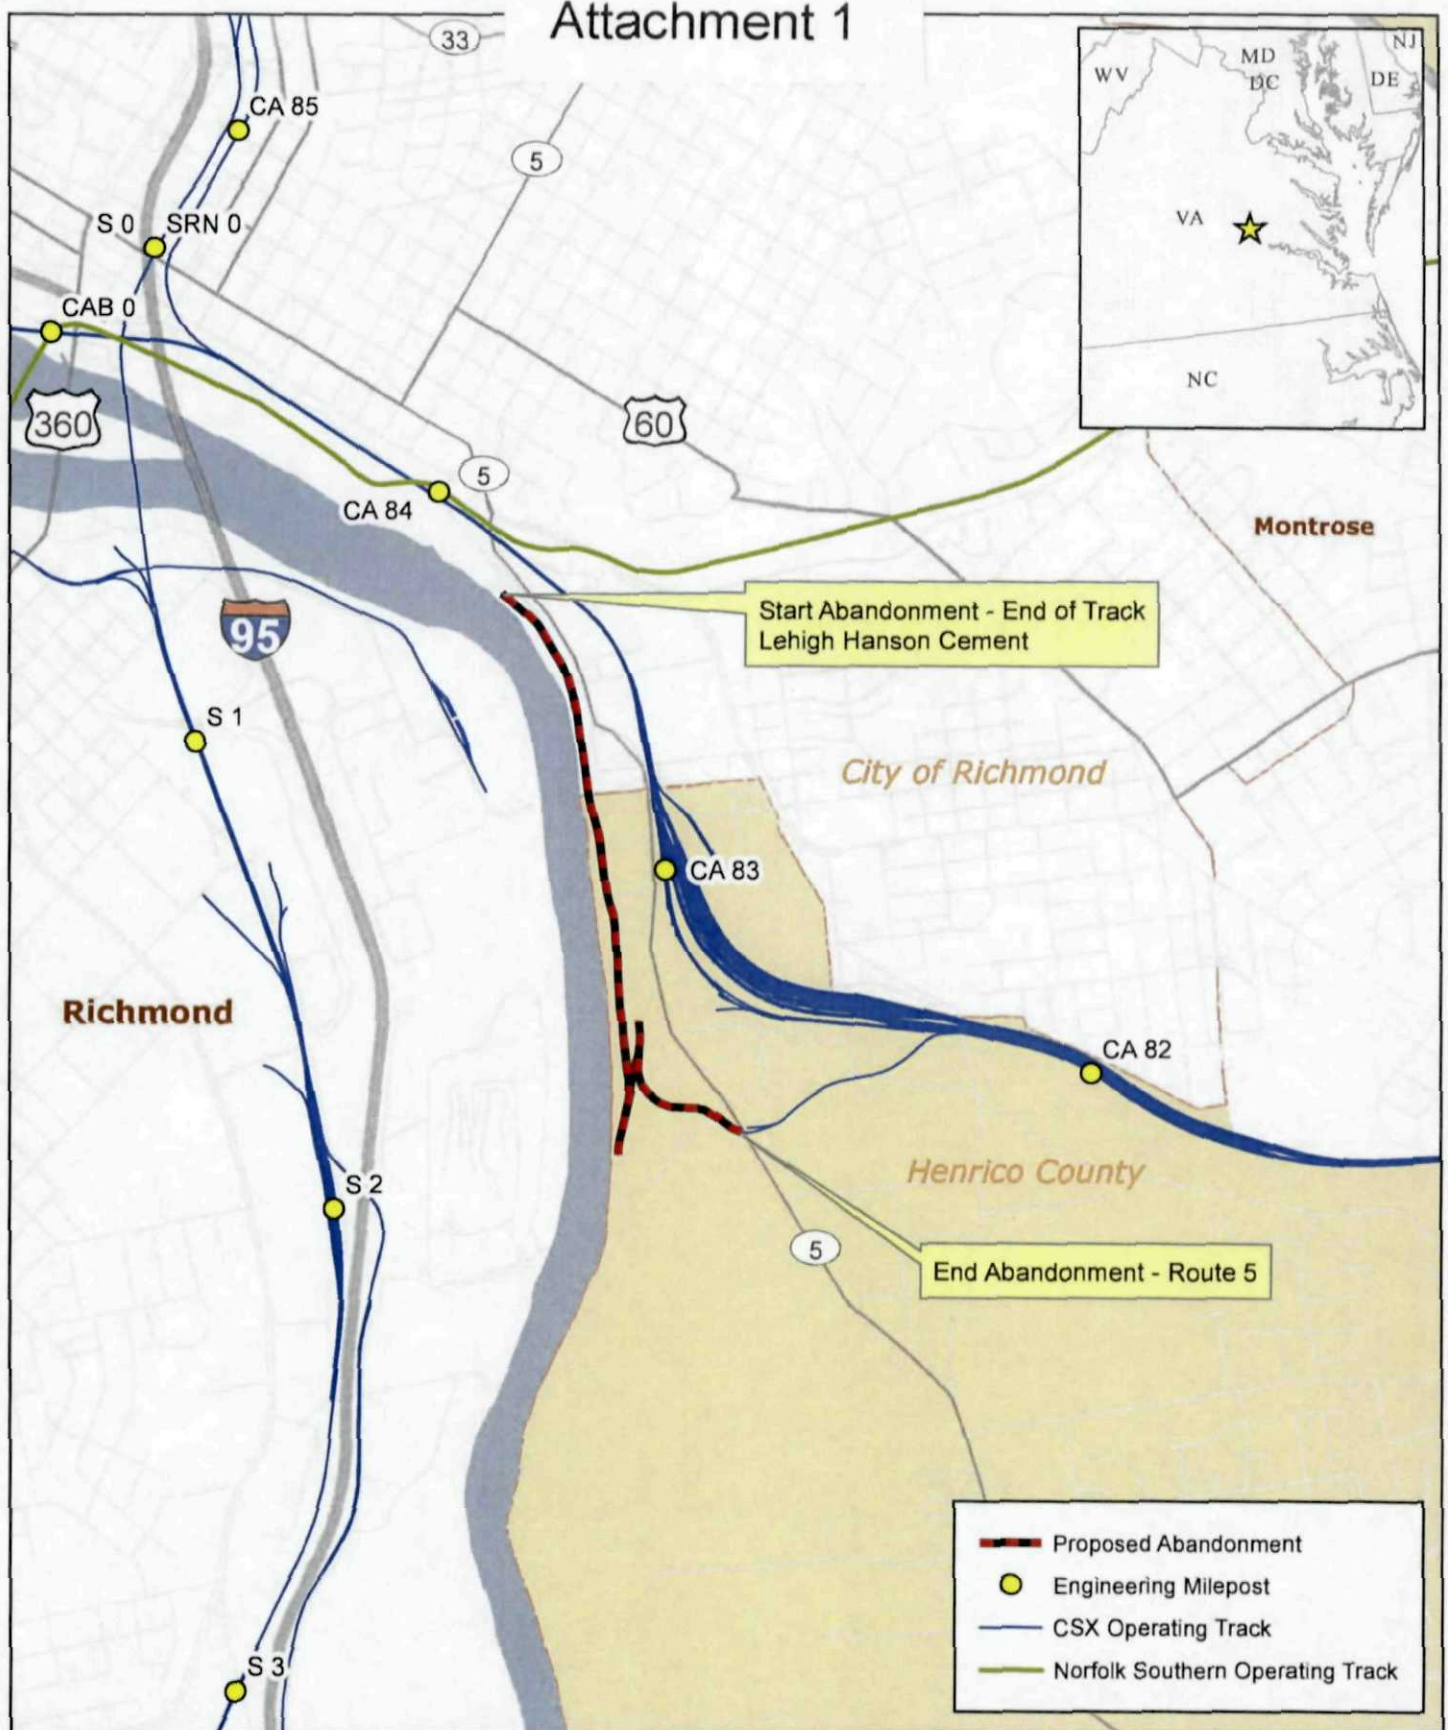 Attachment 1
33
WV
MD
DC
NJ
DE
CA 85
5
S 0
SRN 0
VA
CAB 0
NC
360
60
5
CA 84
Montrose
Start Abandonment - End of Track
Lehigh Hanson Cement
95
S 1
City of Richmond
CA 83
Richmond
CA 82
Henrico County
S 2
5
End Abandonment - Route 5
Proposed Abandonment
Engineering Milepost
CSX Operating Track
Norfolk Southern Operating Track
S 3